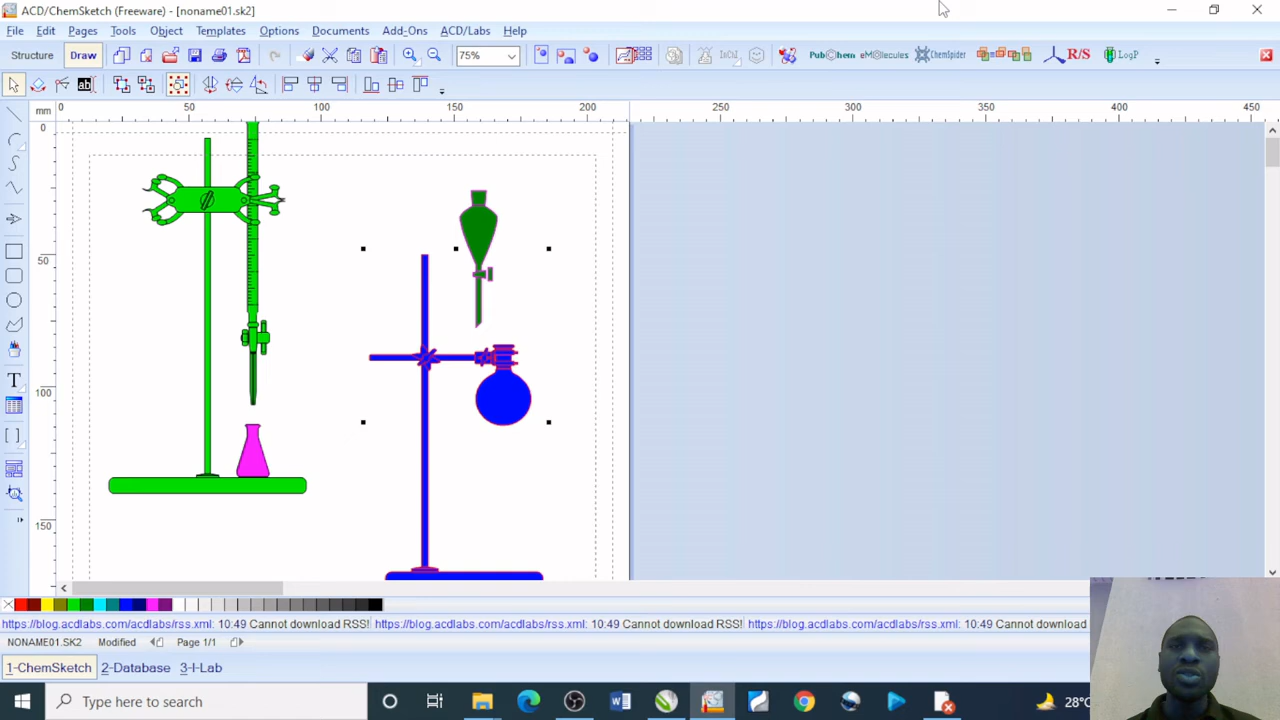 ACD/ChemSketch (Freeware) - [noname01.sk2]
File Edit Pages Tools Templates Options Object Documents Add-Ons ACD/Labs Help
Structure Draw 75% PubChem eMolecules ChemSpider R/S LogP
ab
mm 0 50 100 150 200 250 300 350 400 450
0
50
100
150
T
https://blog.acdlabs/acdlabs/rss.xml: 10:49 Cannot download RSS! https://blog.acdlabs/acdlabs/rss.xml: 10:49 Cannot download RSS! https://blog.acdlabs/acdlabs/rss.xml: 10:49 Cannot download
NONAME01.SK2 Modified Page 1/1
1-ChemSketch 2-Database 3-I-Lab
Type here to search 28°C